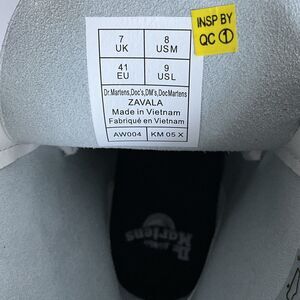 INSP BY
QC 1
7 8
UK USM
41 9
EU USL
Dr.Martens,Doc's,DM's,DocMartens
ZAVALA
Made in Vietnam
Fabriqué en Vietnam
AW004 KM 05 X
Dr.
Martens